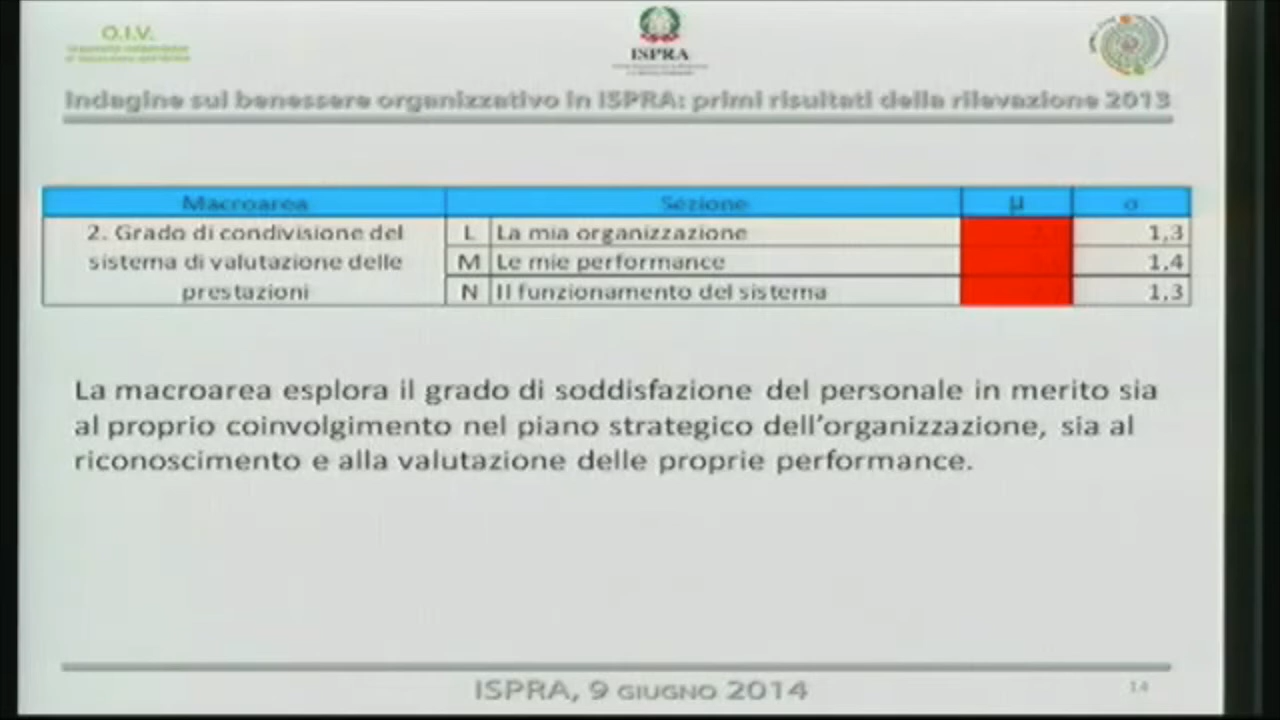 O.I.V.
ISPRA
Indagine sul benessere organizzativo in ISPRA: primi risultati della rilevazione 2013
Macroarea Sezione μ σ
2. Grado di condivisione del sistema di valutazione delle prestazioni
L La mia organizzazione 1,3
M Le mie performance 1,4
N Il funzionamento del sistema 1,3
La macroarea esplora il grado di soddisfazione del personale in merito sia
al proprio coinvolgimento nel piano strategico dell'organizzazione, sia al
riconoscimento e alla valutazione delle proprie performance.
ISPRA, 9 GIUGNO 2014
14